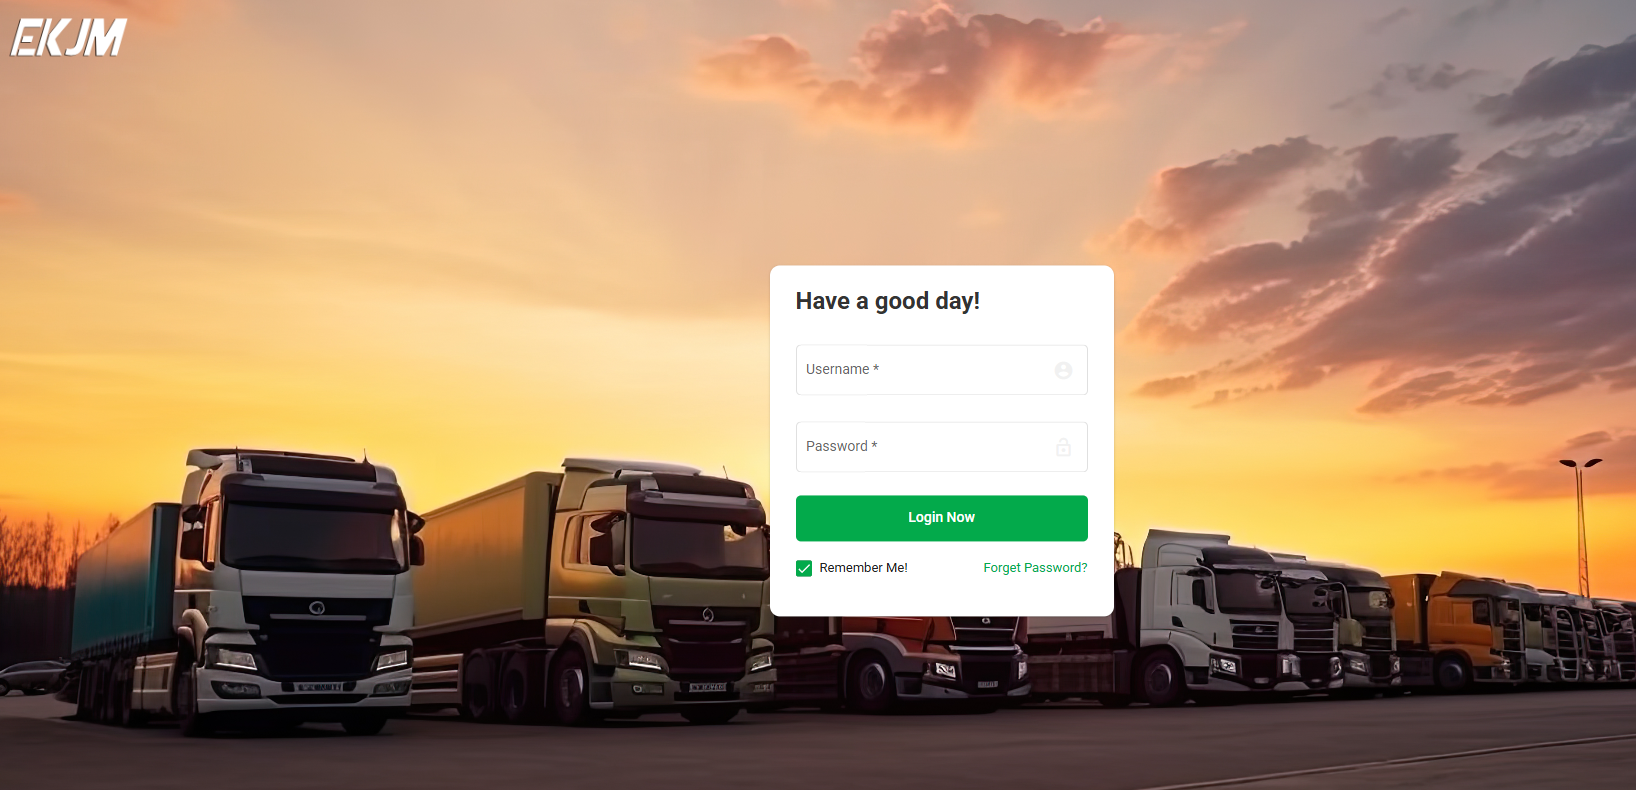 EKJM
Have a good day!
Username *
Password *
Login Now
Remember Me!
Forget Password?